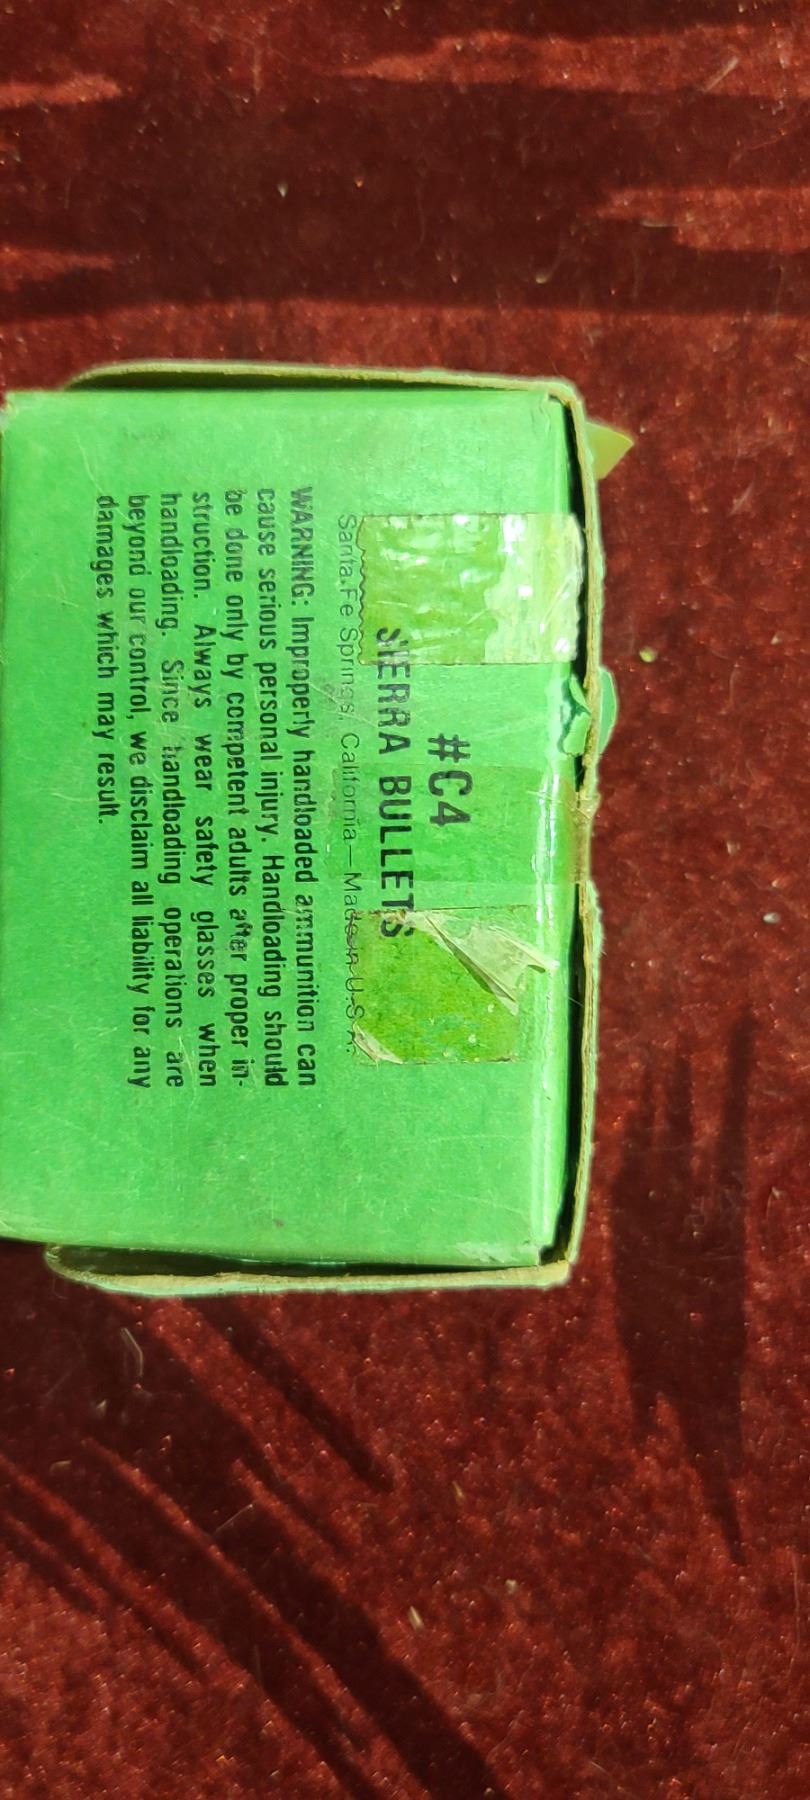 #C4
SIERRA BULLETS
Santa Fe Springs, California — Made in U.S.A.
WARNING: Improperly handloaded ammunition can
cause serious personal injury. Handloading should
be done only by competent adults after proper in-
struction. Always wear safety glasses when
handloading. Since handloading operations are
beyond our control, we disclaim all liability for any
damages which may result.